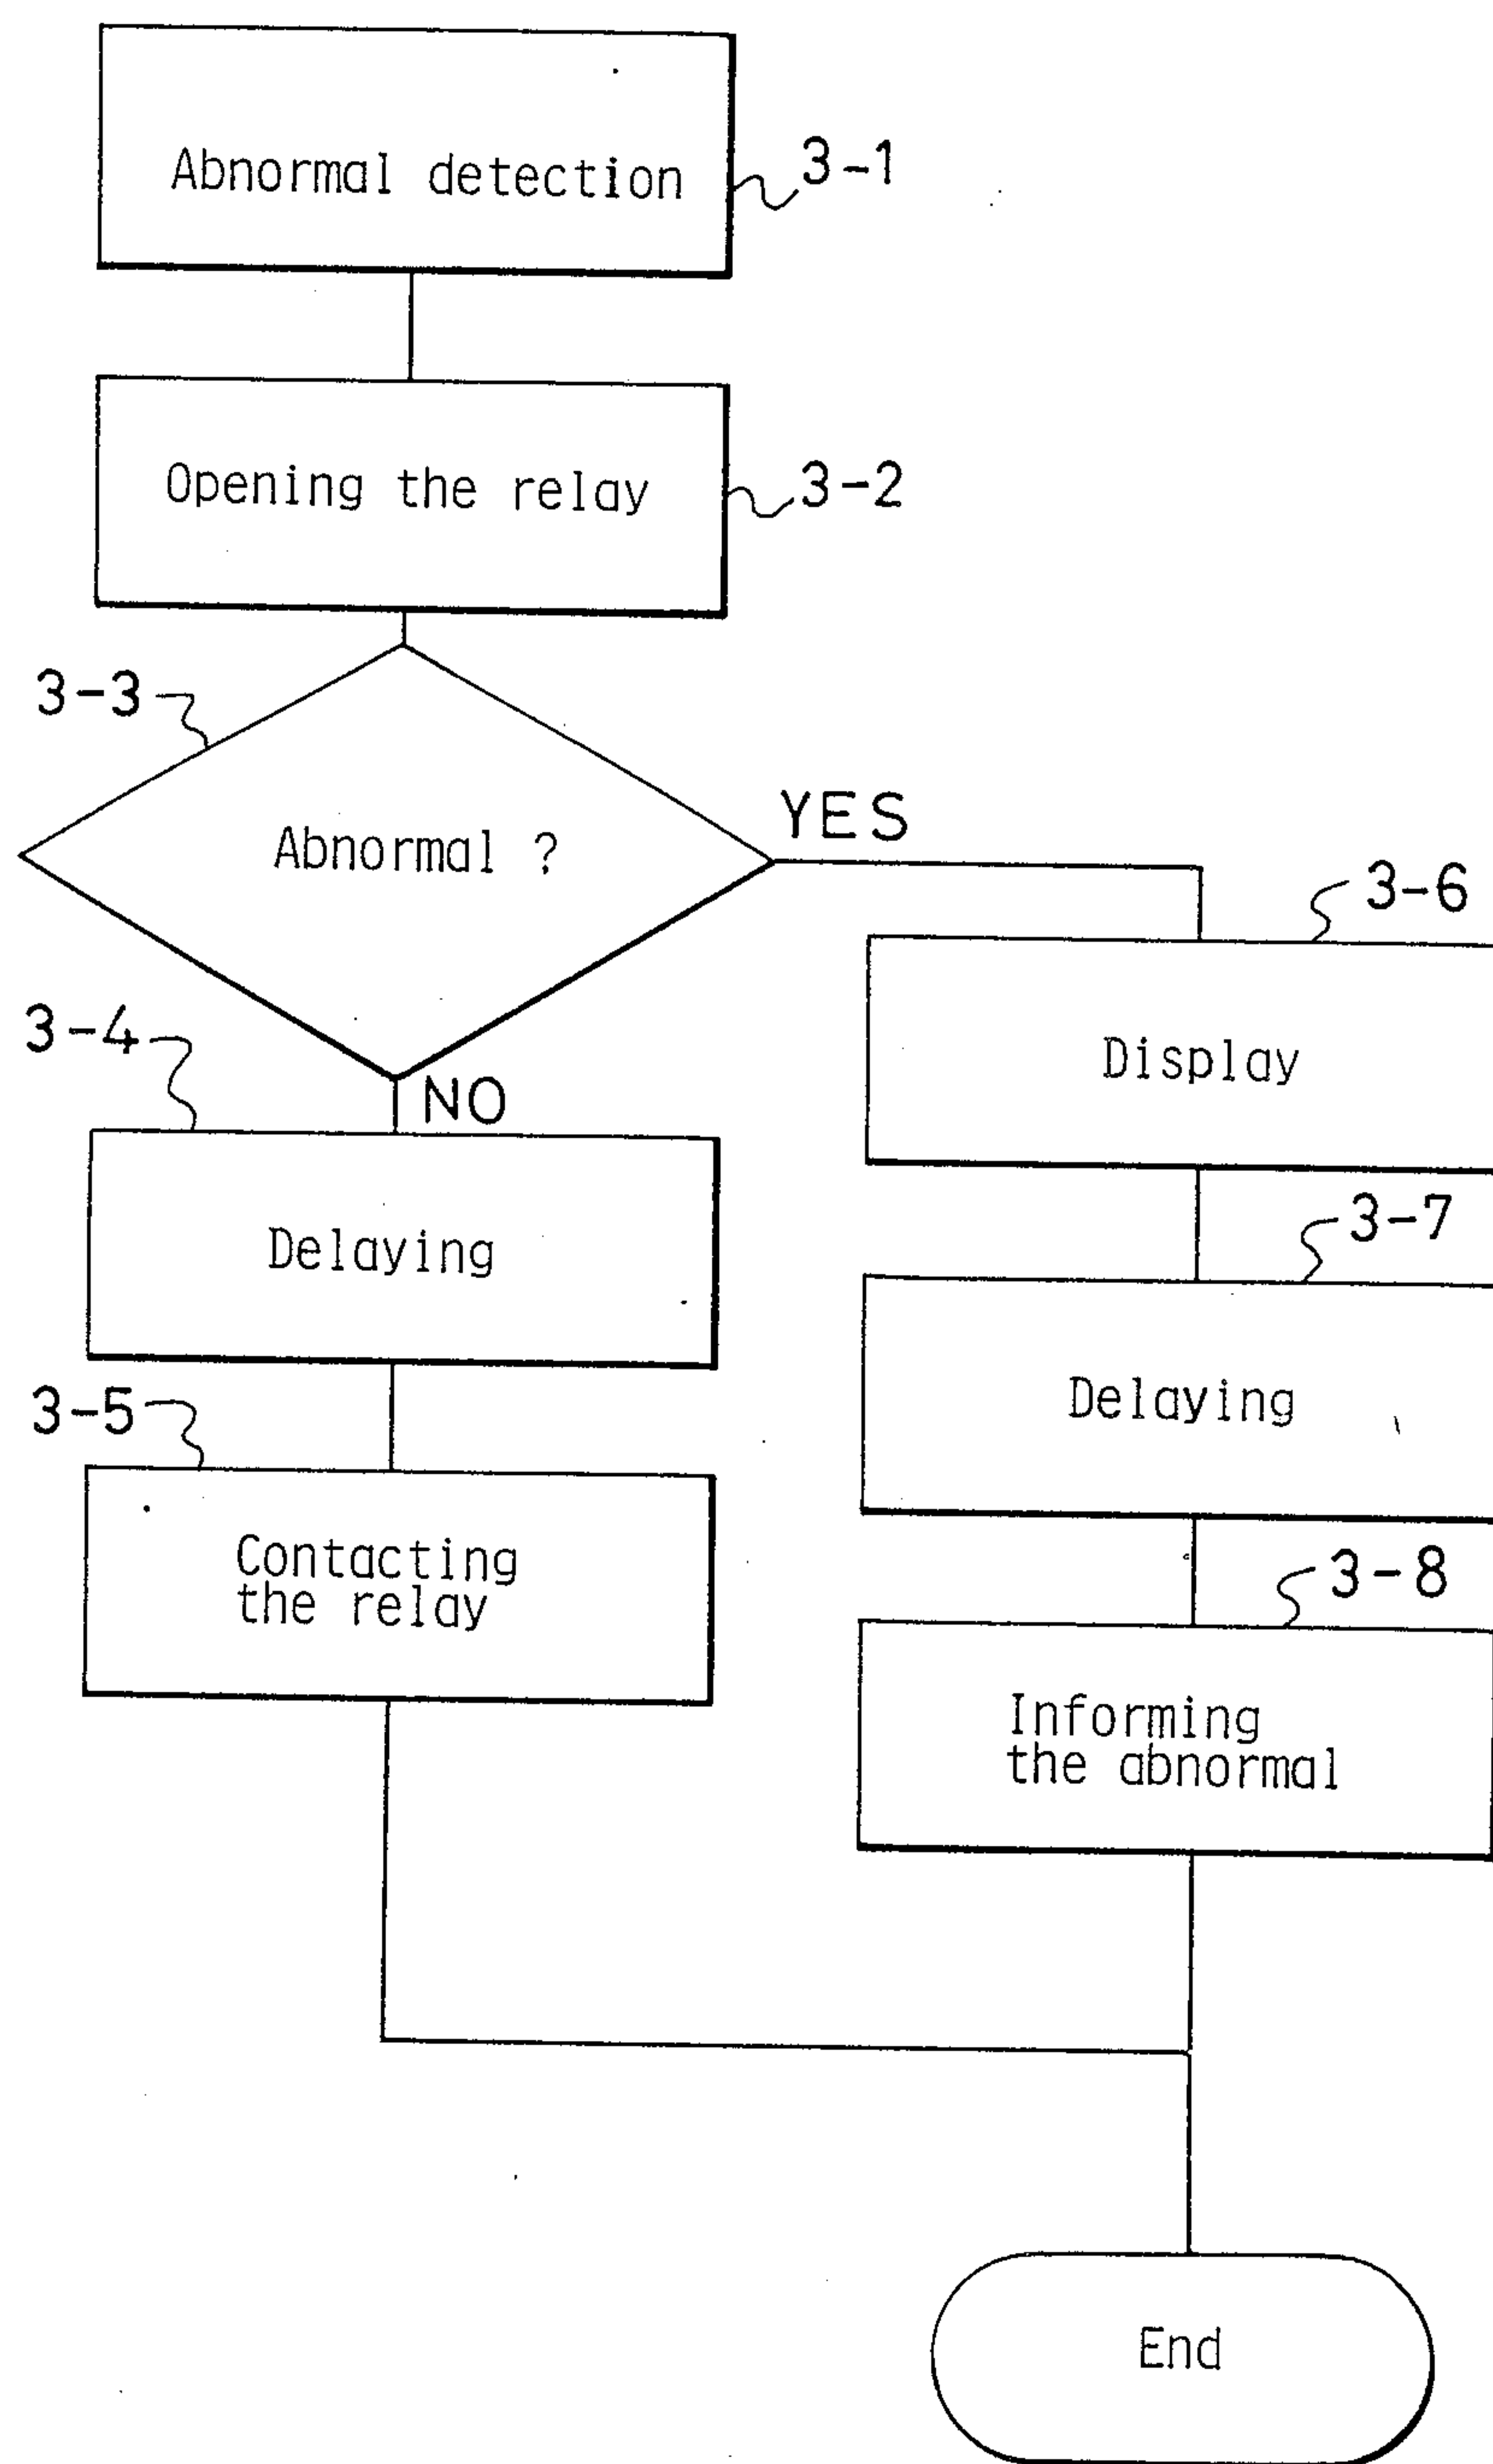 Abnormal detection
3-1
Opening the relay
3-2
3-3
Abnormal ?
YES
3-6
Display
3-4
NO
Delaying
3-7
Delaying
3-5
Contacting
the relay
3-8
Informing
the abnormal
End